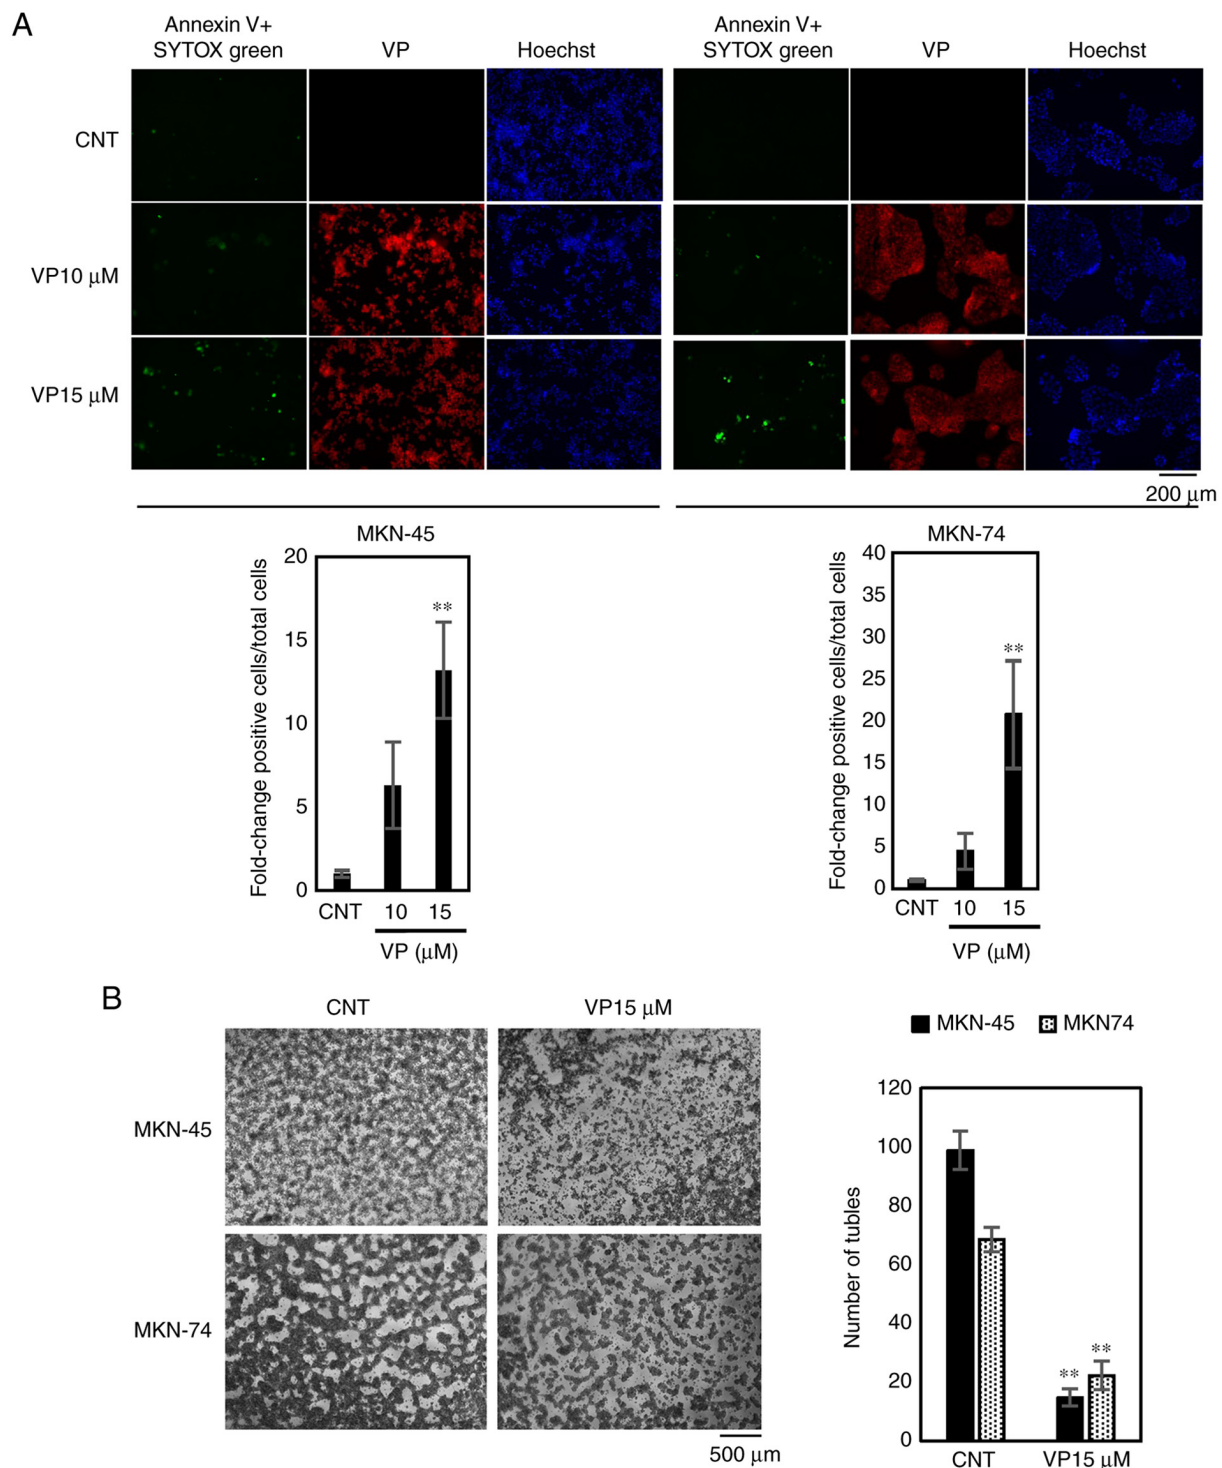 A
Annexin V+
SYTOX green
VP
Hoechst
Annexin V+
SYTOX green
VP
Hoechst
CNT
VP10 μM
VP15 μM
200 μm
MKN-45
MKN-74
Fold-change positive cells/total cells
20
15
10
5
0
**
CNT
10
15
VP (μM)
Fold-change positive cells/total cells
40
35
30
25
20
15
10
5
0
**
CNT
10
15
VP (μM)
B
CNT
VP15 μM
MKN-45
MKN-74
500 μm
MKN-45
MKN74
Number of tubles
120
100
80
60
40
20
0
**
**
CNT
VP15 μM